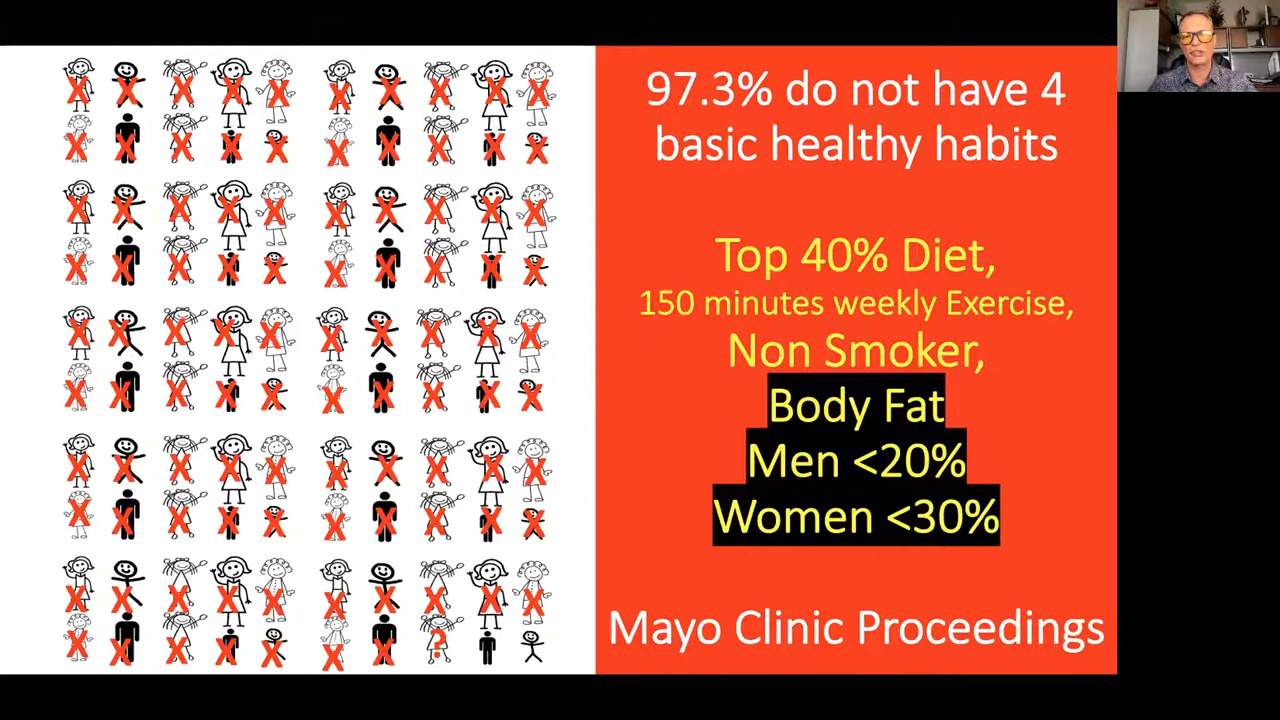 97.3% do not have 4
basic healthy habits
Top 40% Diet,
150 minutes weekly Exercise,
Non Smoker,
Body Fat
Men <20%
Women <30%
Mayo Clinic Proceedings
X X X X X X X X X X
X X X X X X X X X X
X X X X X X X X X X
X X X X X X X X X X
X X X X X X X X X X
X X X X X X X X X X
X X X X X X X X X X
X X X X X X X X X X
X X X X X X X X X X
X X X X X X X ?